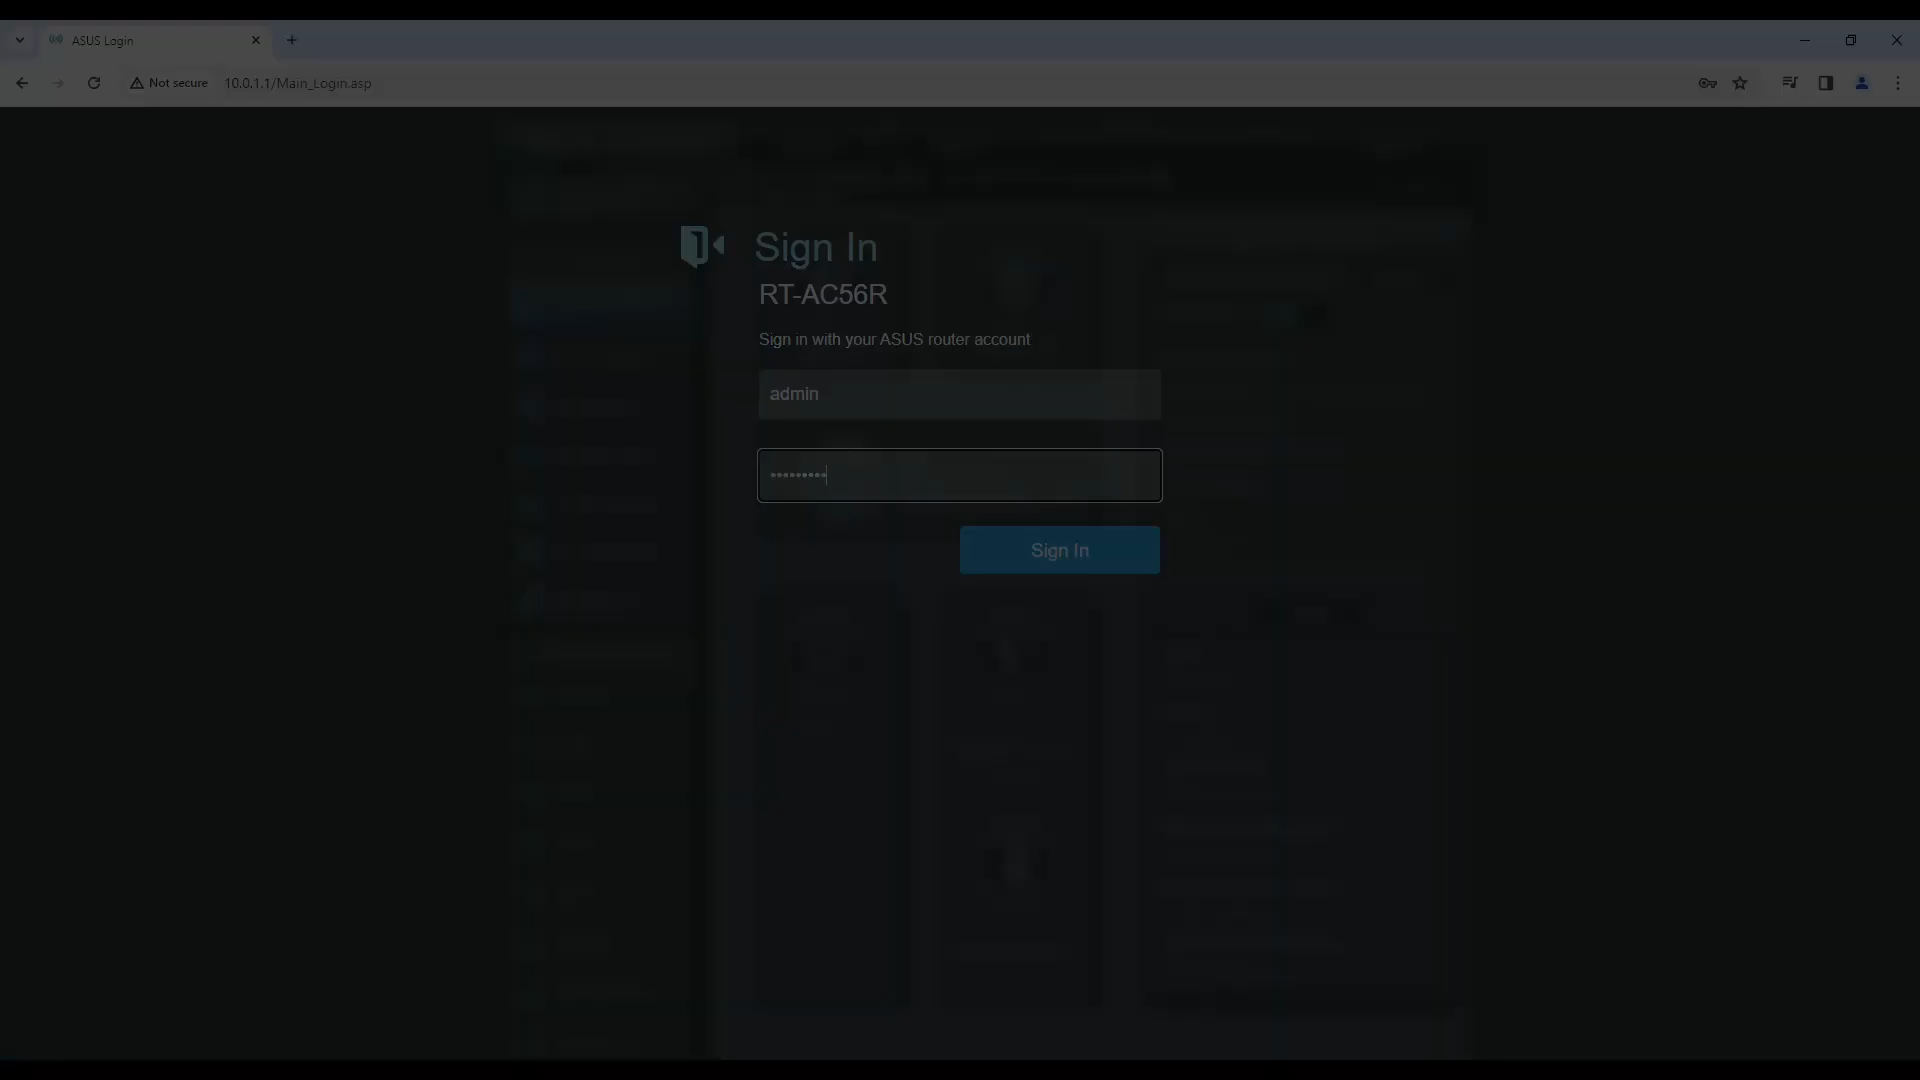 ASUS Login
Not secure
10.0.1.1/Main_Login.asp
Sign In
RT-AC56R
Sign in with your ASUS router account
admin
•••••••••
Sign In